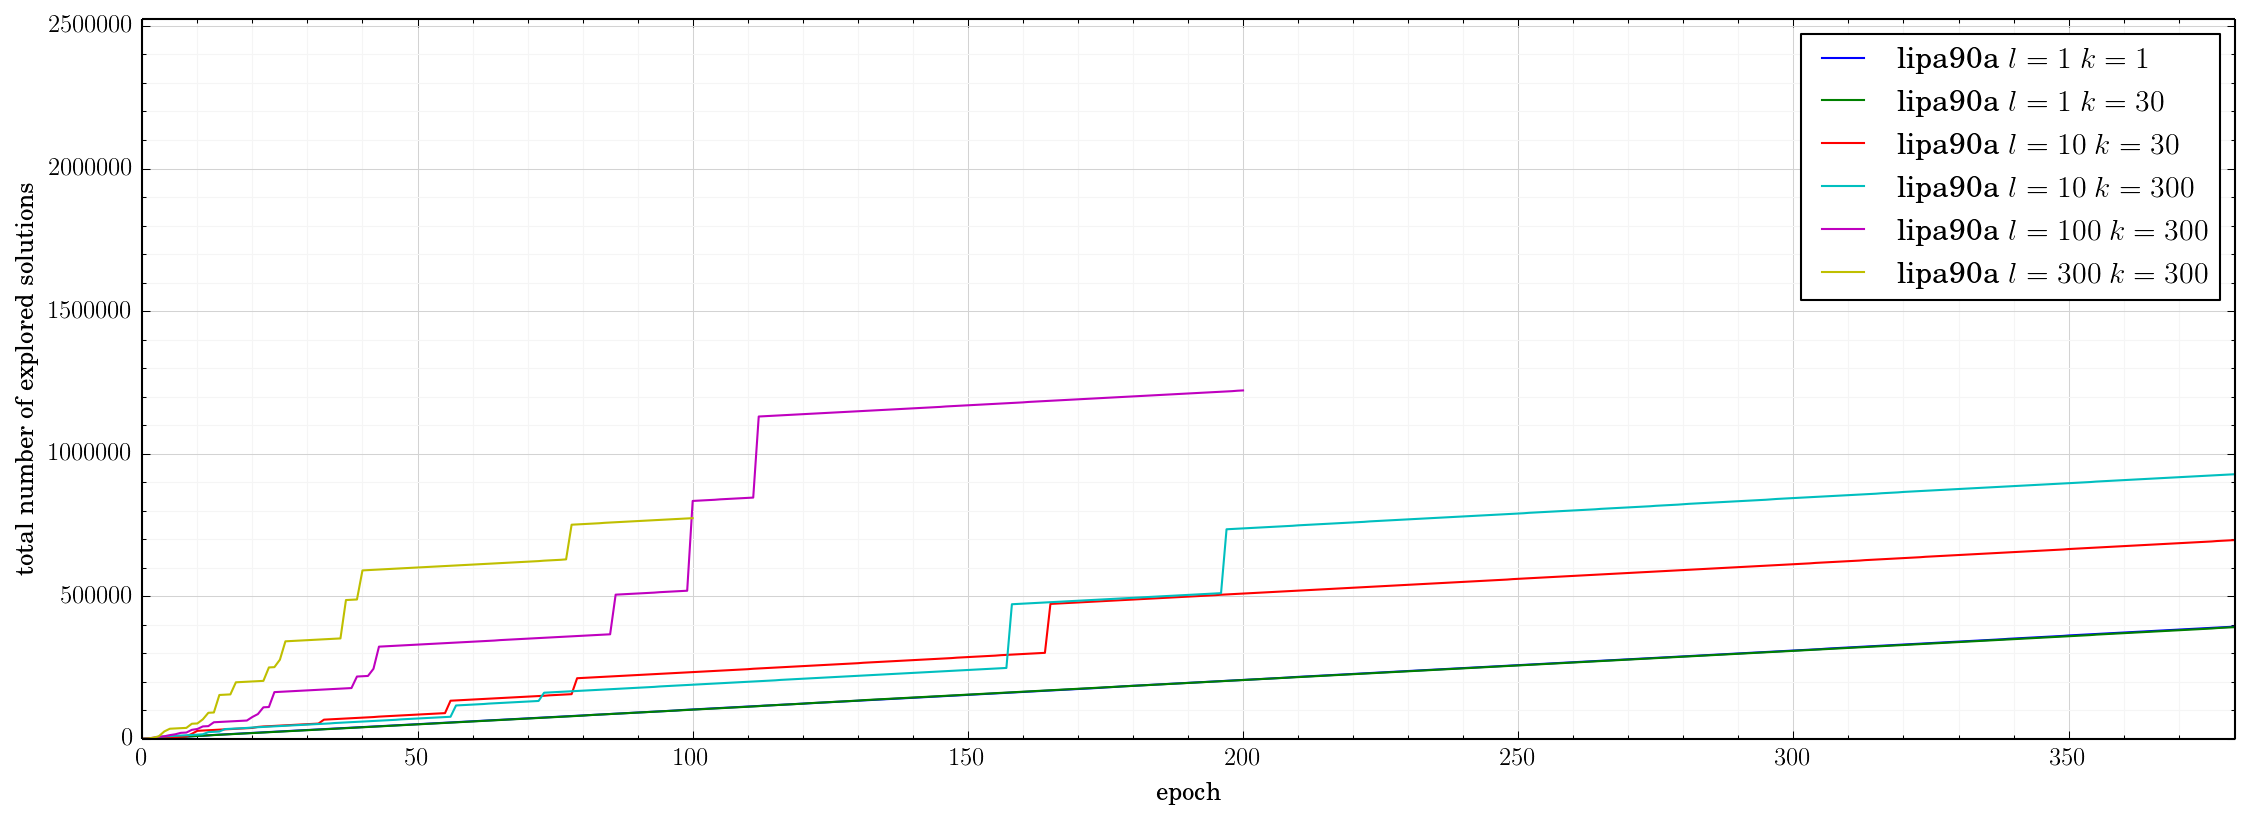 2500000
2000000
1500000
1000000
500000
0
total number of explored solutions
0 50 100 150 200 250 300 350
epoch
lipa90a l = 1 k = 1
lipa90a l = 1 k = 30
lipa90a l = 10 k = 30
lipa90a l = 10 k = 300
lipa90a l = 100 k = 300
lipa90a l = 300 k = 300